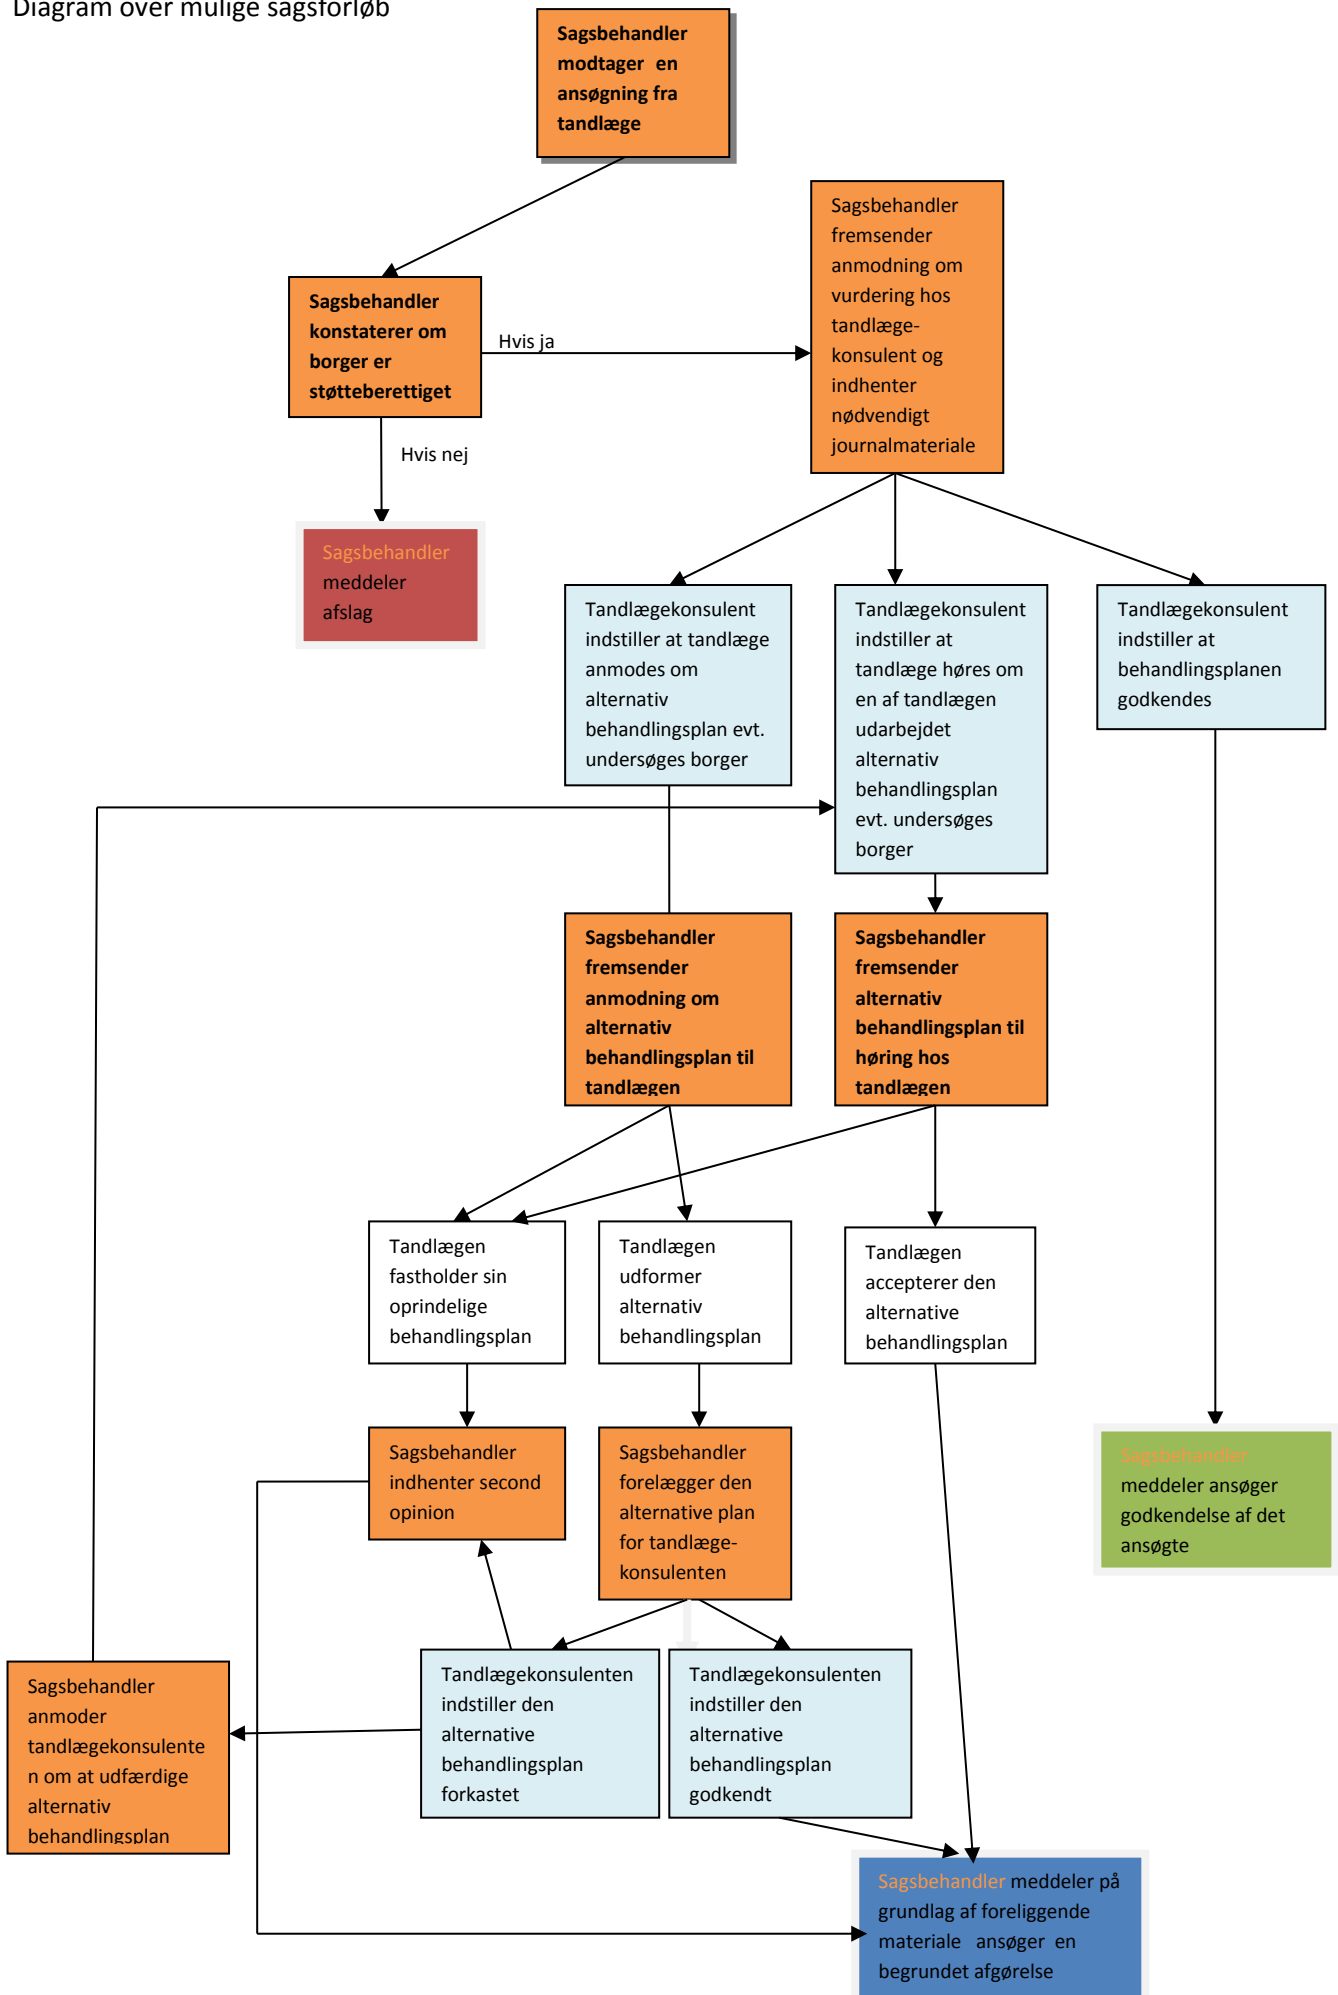 Diagram over mulige sagsforløb
Sagsbehandler
modtager en
ansøgning fra
tandlæge
Sagsbehandler
fremsender
anmodning om
vurdering hos
tandlæge-
konsulent og
indhenter
nødvendigt
journalmateriale
Sagsbehandler
konstaterer om
borger er
støtteberettiget
Hvis ja
Hvis nej
Sagsbehandler
meddeler
afslag
Tandlægekonsulent
indstiller at tandlæge
anmodes om
alternativ
behandlingsplan evt.
undersøges borger
Tandlægekonsulent
indstiller at
tandlæge høres om
en af tandlægen
udarbejdet
alternativ
behandlingsplan
evt. undersøges
borger
Tandlægekonsulent
indstiller at
behandlingsplanen
godkendes
Sagsbehandler
fremsender
anmodning om
alternativ
behandlingsplan til
tandlægen
Sagsbehandler
fremsender
alternativ
behandlingsplan til
høring hos
tandlægen
Tandlægen
fastholder sin
oprindelige
behandlingsplan
Tandlægen
udformer
alternativ
behandlingsplan
Tandlægen
accepterer den
alternative
behandlingsplan
Sagsbehandler
indhenter second
opinion
Sagsbehandler
forelægger den
alternative plan
for tandlæge-
konsulenten
Sagsbehandler
meddeler ansøger
godkendelse af det
ansøgte
Sagsbehandler
anmoder
tandlægekonsulente
n om at udfærdige
alternativ
behandlingsplan
Tandlægekonsulenten
indstiller den
alternative
behandlingsplan
forkastet
Tandlægekonsulenten
indstiller den
alternative
behandlingsplan
godkendt
Sagsbehandler meddeler på
grundlag af foreliggende
materiale ansøger en
begrundet afgørelse